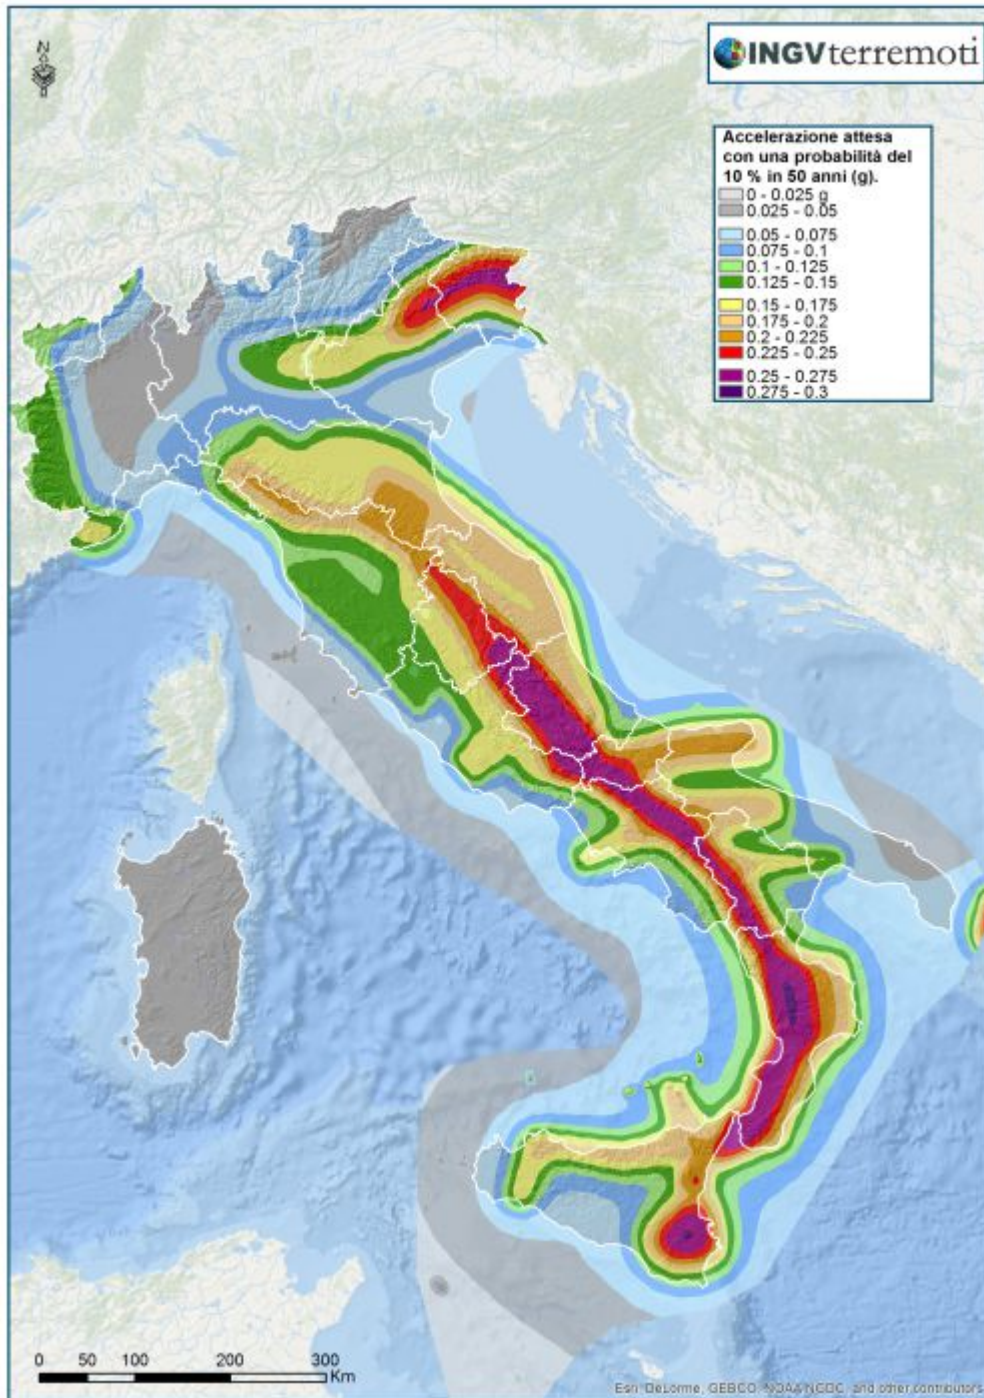 N
INGVterremoti
Accelerazione attesa
con una probabilità del
10 % in 50 anni (g).
0 - 0.025 g
0.025 - 0.05
0.05 - 0.075
0.075 - 0.1
0.1 - 0.125
0.125 - 0.15
0.15 - 0.175
0.175 - 0.2
0.2 - 0.225
0.225 - 0.25
0.25 - 0.275
0.275 - 0.3
0 50 100 200 300
Km
Esri, DeLorme, GEBCO, NOAA NGDC, and other contributors